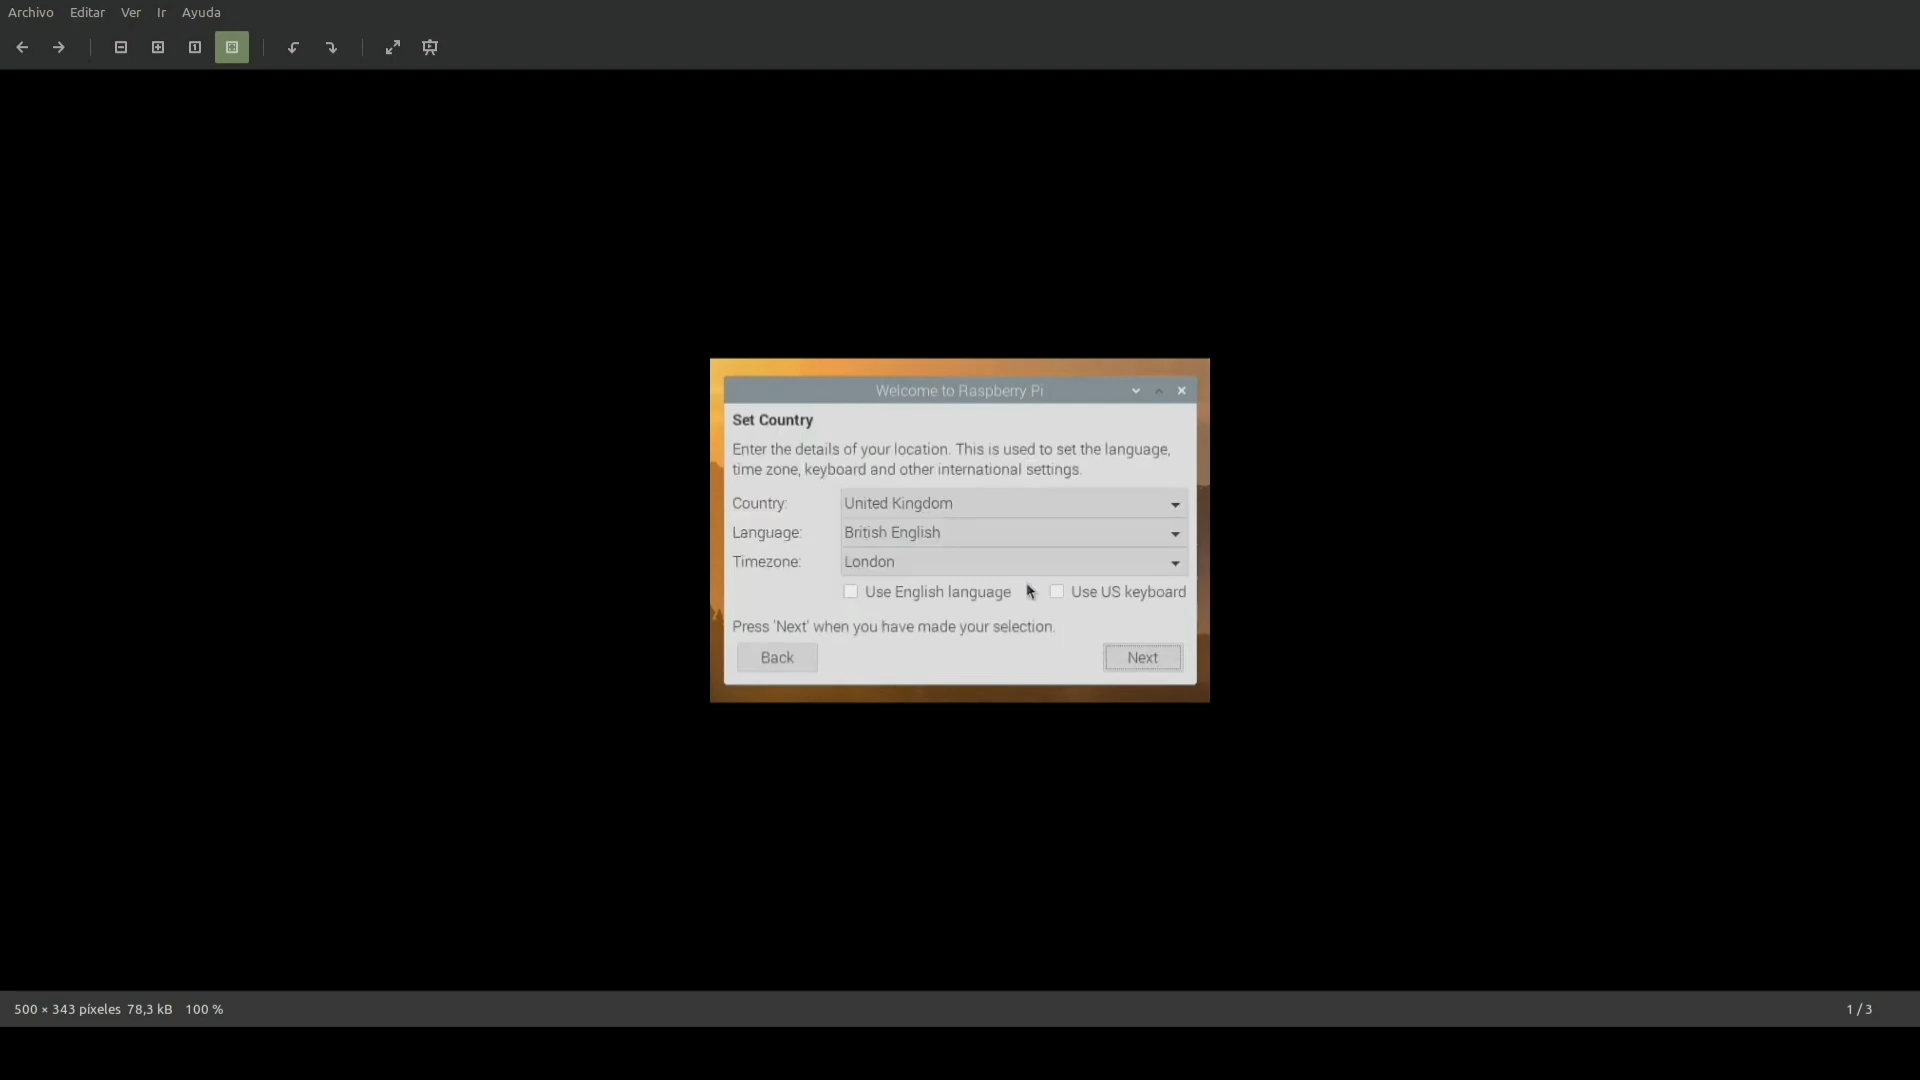 Archivo Editar Ver Ir Ayuda
Welcome to Raspberry Pi
Set Country
Enter the details of your location. This is used to set the language,
time zone, keyboard and other international settings.
Country: United Kingdom
Language: British English
Timezone: London
Use English language Use US keyboard
Press 'Next' when you have made your selection.
Back Next
500 × 343 píxeles 78,3 kB 100 % 1 / 3